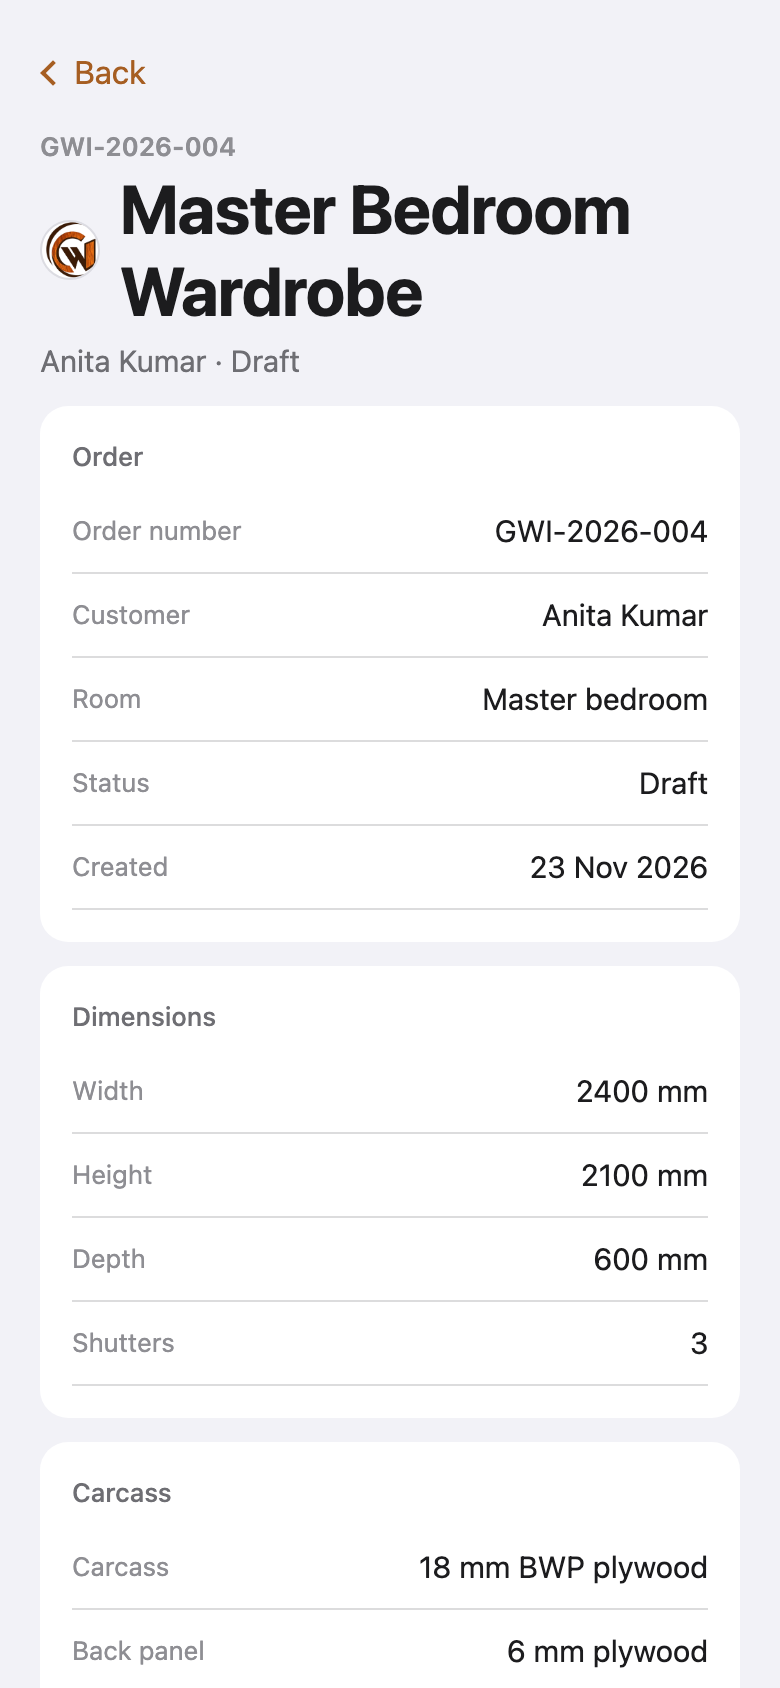 Back
GWI-2026-004
Master Bedroom
Wardrobe
Anita Kumar · Draft
Order
Order number GWI-2026-004
Customer Anita Kumar
Room Master bedroom
Status Draft
Created 23 Nov 2026
Dimensions
Width 2400 mm
Height 2100 mm
Depth 600 mm
Shutters 3
Carcass
Carcass 18 mm BWP plywood
Back panel 6 mm plywood